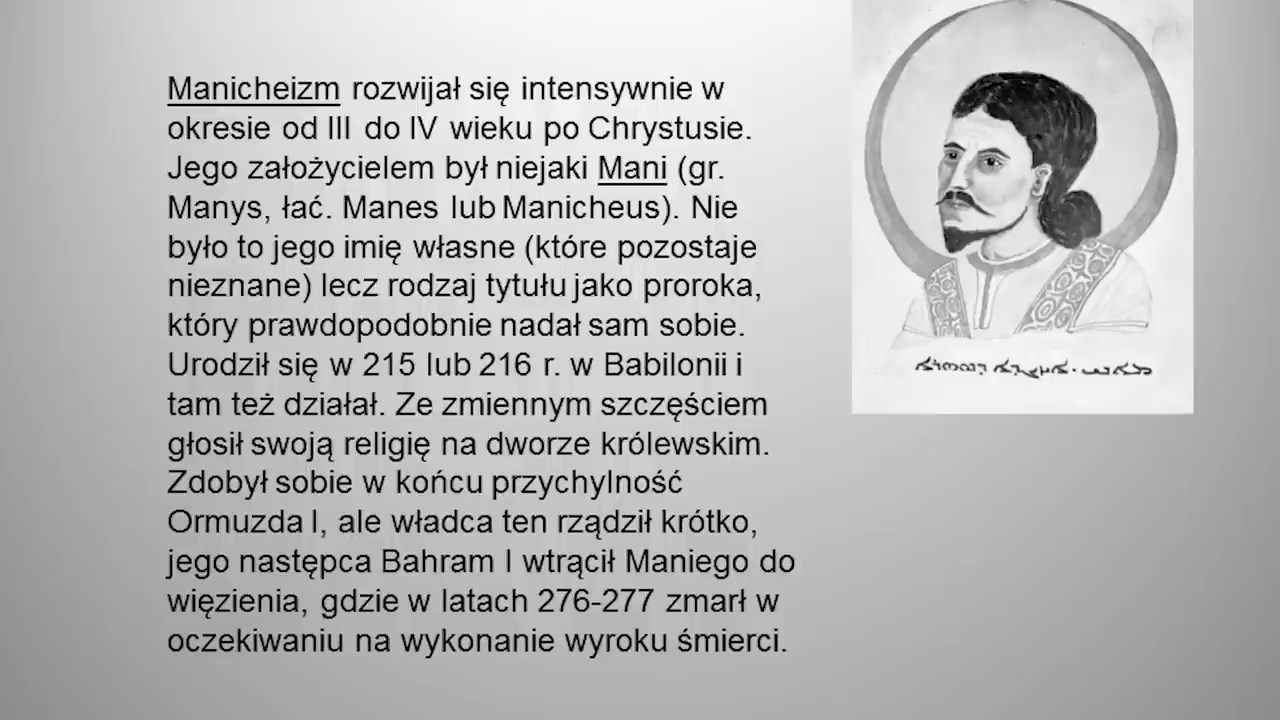 Manicheizm rozwijał się intensywnie w
okresie od III do IV wieku po Chrystusie.
Jego założycielem był niejaki Mani (gr.
Manys, łać. Manes lub Manicheus). Nie
było to jego imię własne (które pozostaje
nieznane) lecz rodzaj tytułu jako proroka,
który prawdopodobnie nadał sam sobie.
Urodził się w 215 lub 216 r. w Babilonii i
tam też działał. Ze zmiennym szczęściem
głosił swoją religię na dworze królewskim.
Zdobył sobie w końcu przychylność
Ormuzda I, ale władca ten rządził krótko,
jego następca Bahram I wtrącił Maniego do
więzienia, gdzie w latach 276-277 zmarł w
oczekiwaniu na wykonanie wyroku śmierci.